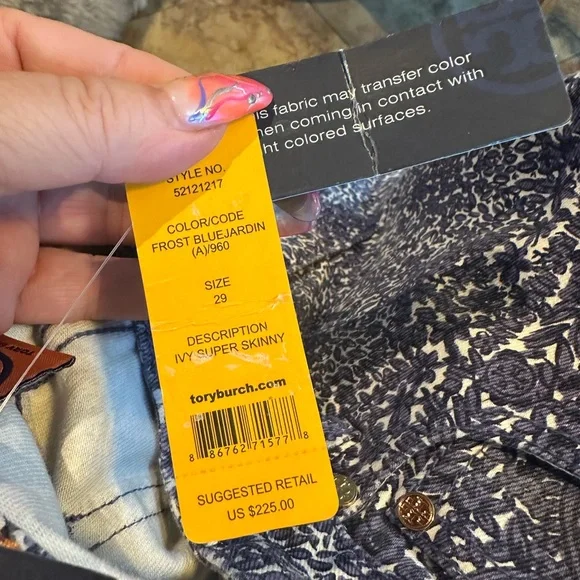 s fabric may transfer color
hen coming in contact with
ht colored surfaces.
STYLE NO.
52121217
COLOR/CODE
FROST BLUEJARDIN
(A)/960
SIZE
29
DESCRIPTION
IVY SUPER SKINNY
toryburch.com
8 86762 71577 8
SUGGESTED RETAIL
US $225.00